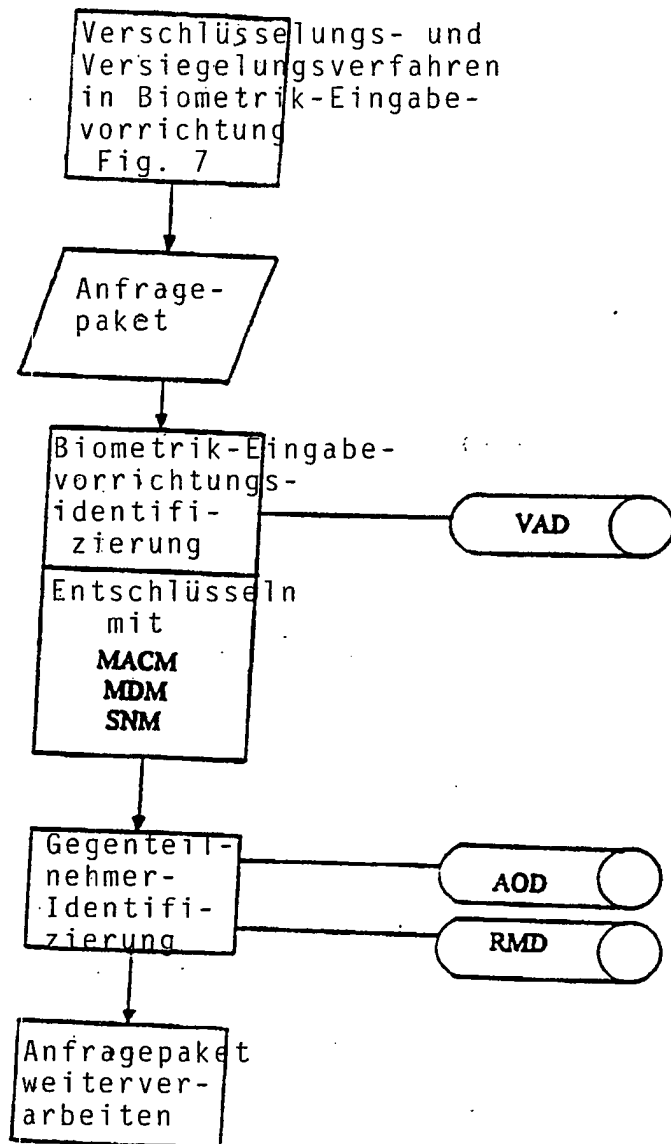 Verschlüsselungs- und
Versiegelungsverfahren
in Biometrik-Eingabe-
vorrichtung
Fig. 7
Anfrage-
paket
Biometrik-Eingabe-
vorrichtungs-
identifi-
zierung
VAD
Entschlüsseln
mit
MACM
MDM
SNM
Gegenteil-
nehmer-
Identifi-
zierung
AOD
RMD
Anfragepaket
weiterver-
arbeiten